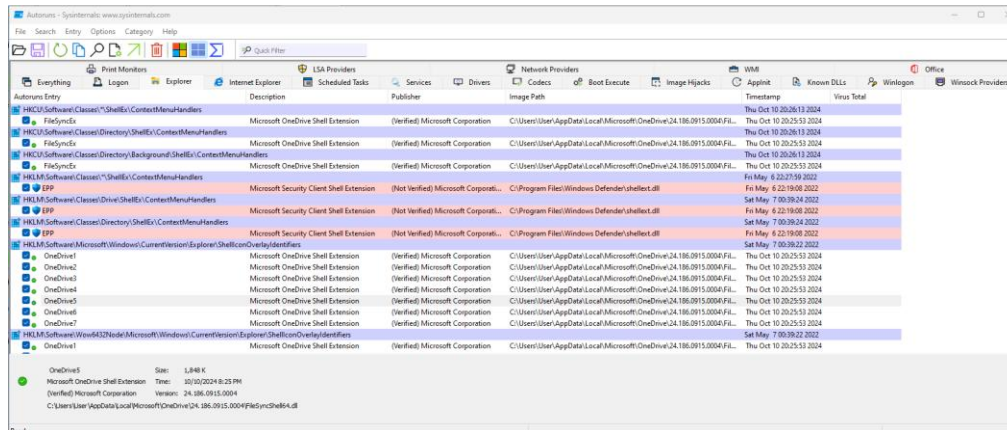 Autoruns - Sysinternals: www.sysinternals.com
File Search Entry Options Category Help
Quick Filter
Print Monitors LSA Providers Network Providers WMI Office
Everything Logon Explorer Internet Explorer Scheduled Tasks Services Drivers Codecs Boot Execute Image Hijacks AppInit Known DLLs Winlogon Winsock Providers
Autoruns Entry Description Publisher Image Path Timestamp Virus Total
HKCU\Software\Classes\*\ShellEx\ContextMenuHandlers Thu Oct 10 20:26:13 2024
FileSyncEx Microsoft OneDrive Shell Extension (Verified) Microsoft Corporation C:\Users\User\AppData\Local\Microsoft\OneDrive\24.186.0915.0004\Fil... Thu Oct 10 20:25:53 2024
HKCU\Software\Classes\Directory\ShellEx\ContextMenuHandlers Thu Oct 10 20:26:13 2024
FileSyncEx Microsoft OneDrive Shell Extension (Verified) Microsoft Corporation C:\Users\User\AppData\Local\Microsoft\OneDrive\24.186.0915.0004\Fil... Thu Oct 10 20:25:53 2024
HKCU\Software\Classes\Directory\Background\ShellEx\ContextMenuHandlers Thu Oct 10 20:26:13 2024
FileSyncEx Microsoft OneDrive Shell Extension (Verified) Microsoft Corporation C:\Users\User\AppData\Local\Microsoft\OneDrive\24.186.0915.0004\Fil... Thu Oct 10 20:25:53 2024
HKLM\Software\Classes\*\ShellEx\ContextMenuHandlers Fri May 6 22:27:59 2022
EPP Microsoft Security Client Shell Extension (Not Verified) Microsoft Corporati... C:\Program Files\Windows Defender\shellext.dll Fri May 6 22:19:08 2022
HKLM\Software\Classes\Drive\ShellEx\ContextMenuHandlers Sat May 7 00:39:24 2022
EPP Microsoft Security Client Shell Extension (Not Verified) Microsoft Corporati... C:\Program Files\Windows Defender\shellext.dll Fri May 6 22:19:08 2022
HKLM\Software\Classes\Directory\ShellEx\ContextMenuHandlers Sat May 7 00:39:24 2022
EPP Microsoft Security Client Shell Extension (Not Verified) Microsoft Corporati... C:\Program Files\Windows Defender\shellext.dll Fri May 6 22:19:08 2022
HKLM\Software\Microsoft\Windows\CurrentVersion\Explorer\ShellIconOverlayIdentifiers Sat May 7 00:39:22 2022
OneDrive1 Microsoft OneDrive Shell Extension (Verified) Microsoft Corporation C:\Users\User\AppData\Local\Microsoft\OneDrive\24.186.0915.0004\Fil... Thu Oct 10 20:25:53 2024
OneDrive2 Microsoft OneDrive Shell Extension (Verified) Microsoft Corporation C:\Users\User\AppData\Local\Microsoft\OneDrive\24.186.0915.0004\Fil... Thu Oct 10 20:25:53 2024
OneDrive3 Microsoft OneDrive Shell Extension (Verified) Microsoft Corporation C:\Users\User\AppData\Local\Microsoft\OneDrive\24.186.0915.0004\Fil... Thu Oct 10 20:25:53 2024
OneDrive4 Microsoft OneDrive Shell Extension (Verified) Microsoft Corporation C:\Users\User\AppData\Local\Microsoft\OneDrive\24.186.0915.0004\Fil... Thu Oct 10 20:25:53 2024
OneDrive5 Microsoft OneDrive Shell Extension (Verified) Microsoft Corporation C:\Users\User\AppData\Local\Microsoft\OneDrive\24.186.0915.0004\Fil... Thu Oct 10 20:25:53 2024
OneDrive6 Microsoft OneDrive Shell Extension (Verified) Microsoft Corporation C:\Users\User\AppData\Local\Microsoft\OneDrive\24.186.0915.0004\Fil... Thu Oct 10 20:25:53 2024
OneDrive7 Microsoft OneDrive Shell Extension (Verified) Microsoft Corporation C:\Users\User\AppData\Local\Microsoft\OneDrive\24.186.0915.0004\Fil... Thu Oct 10 20:25:53 2024
HKLM\Software\Wow6432Node\Microsoft\Windows\CurrentVersion\Explorer\ShellIconOverlayIdentifiers Sat May 7 00:39:22 2022
OneDrive1 Microsoft OneDrive Shell Extension (Verified) Microsoft Corporation C:\Users\User\AppData\Local\Microsoft\OneDrive\24.186.0915.0004\Fil... Thu Oct 10 20:25:53 2024
OneDrive5 Size: 1,848 K
Microsoft OneDrive Shell Extension Time: 10/10/2024 8:25 PM
(Verified) Microsoft Corporation Version: 24.186.0915.0004
C:\Users\User\AppData\Local\Microsoft\OneDrive\24.186.0915.0004\FileSyncShell64.dll